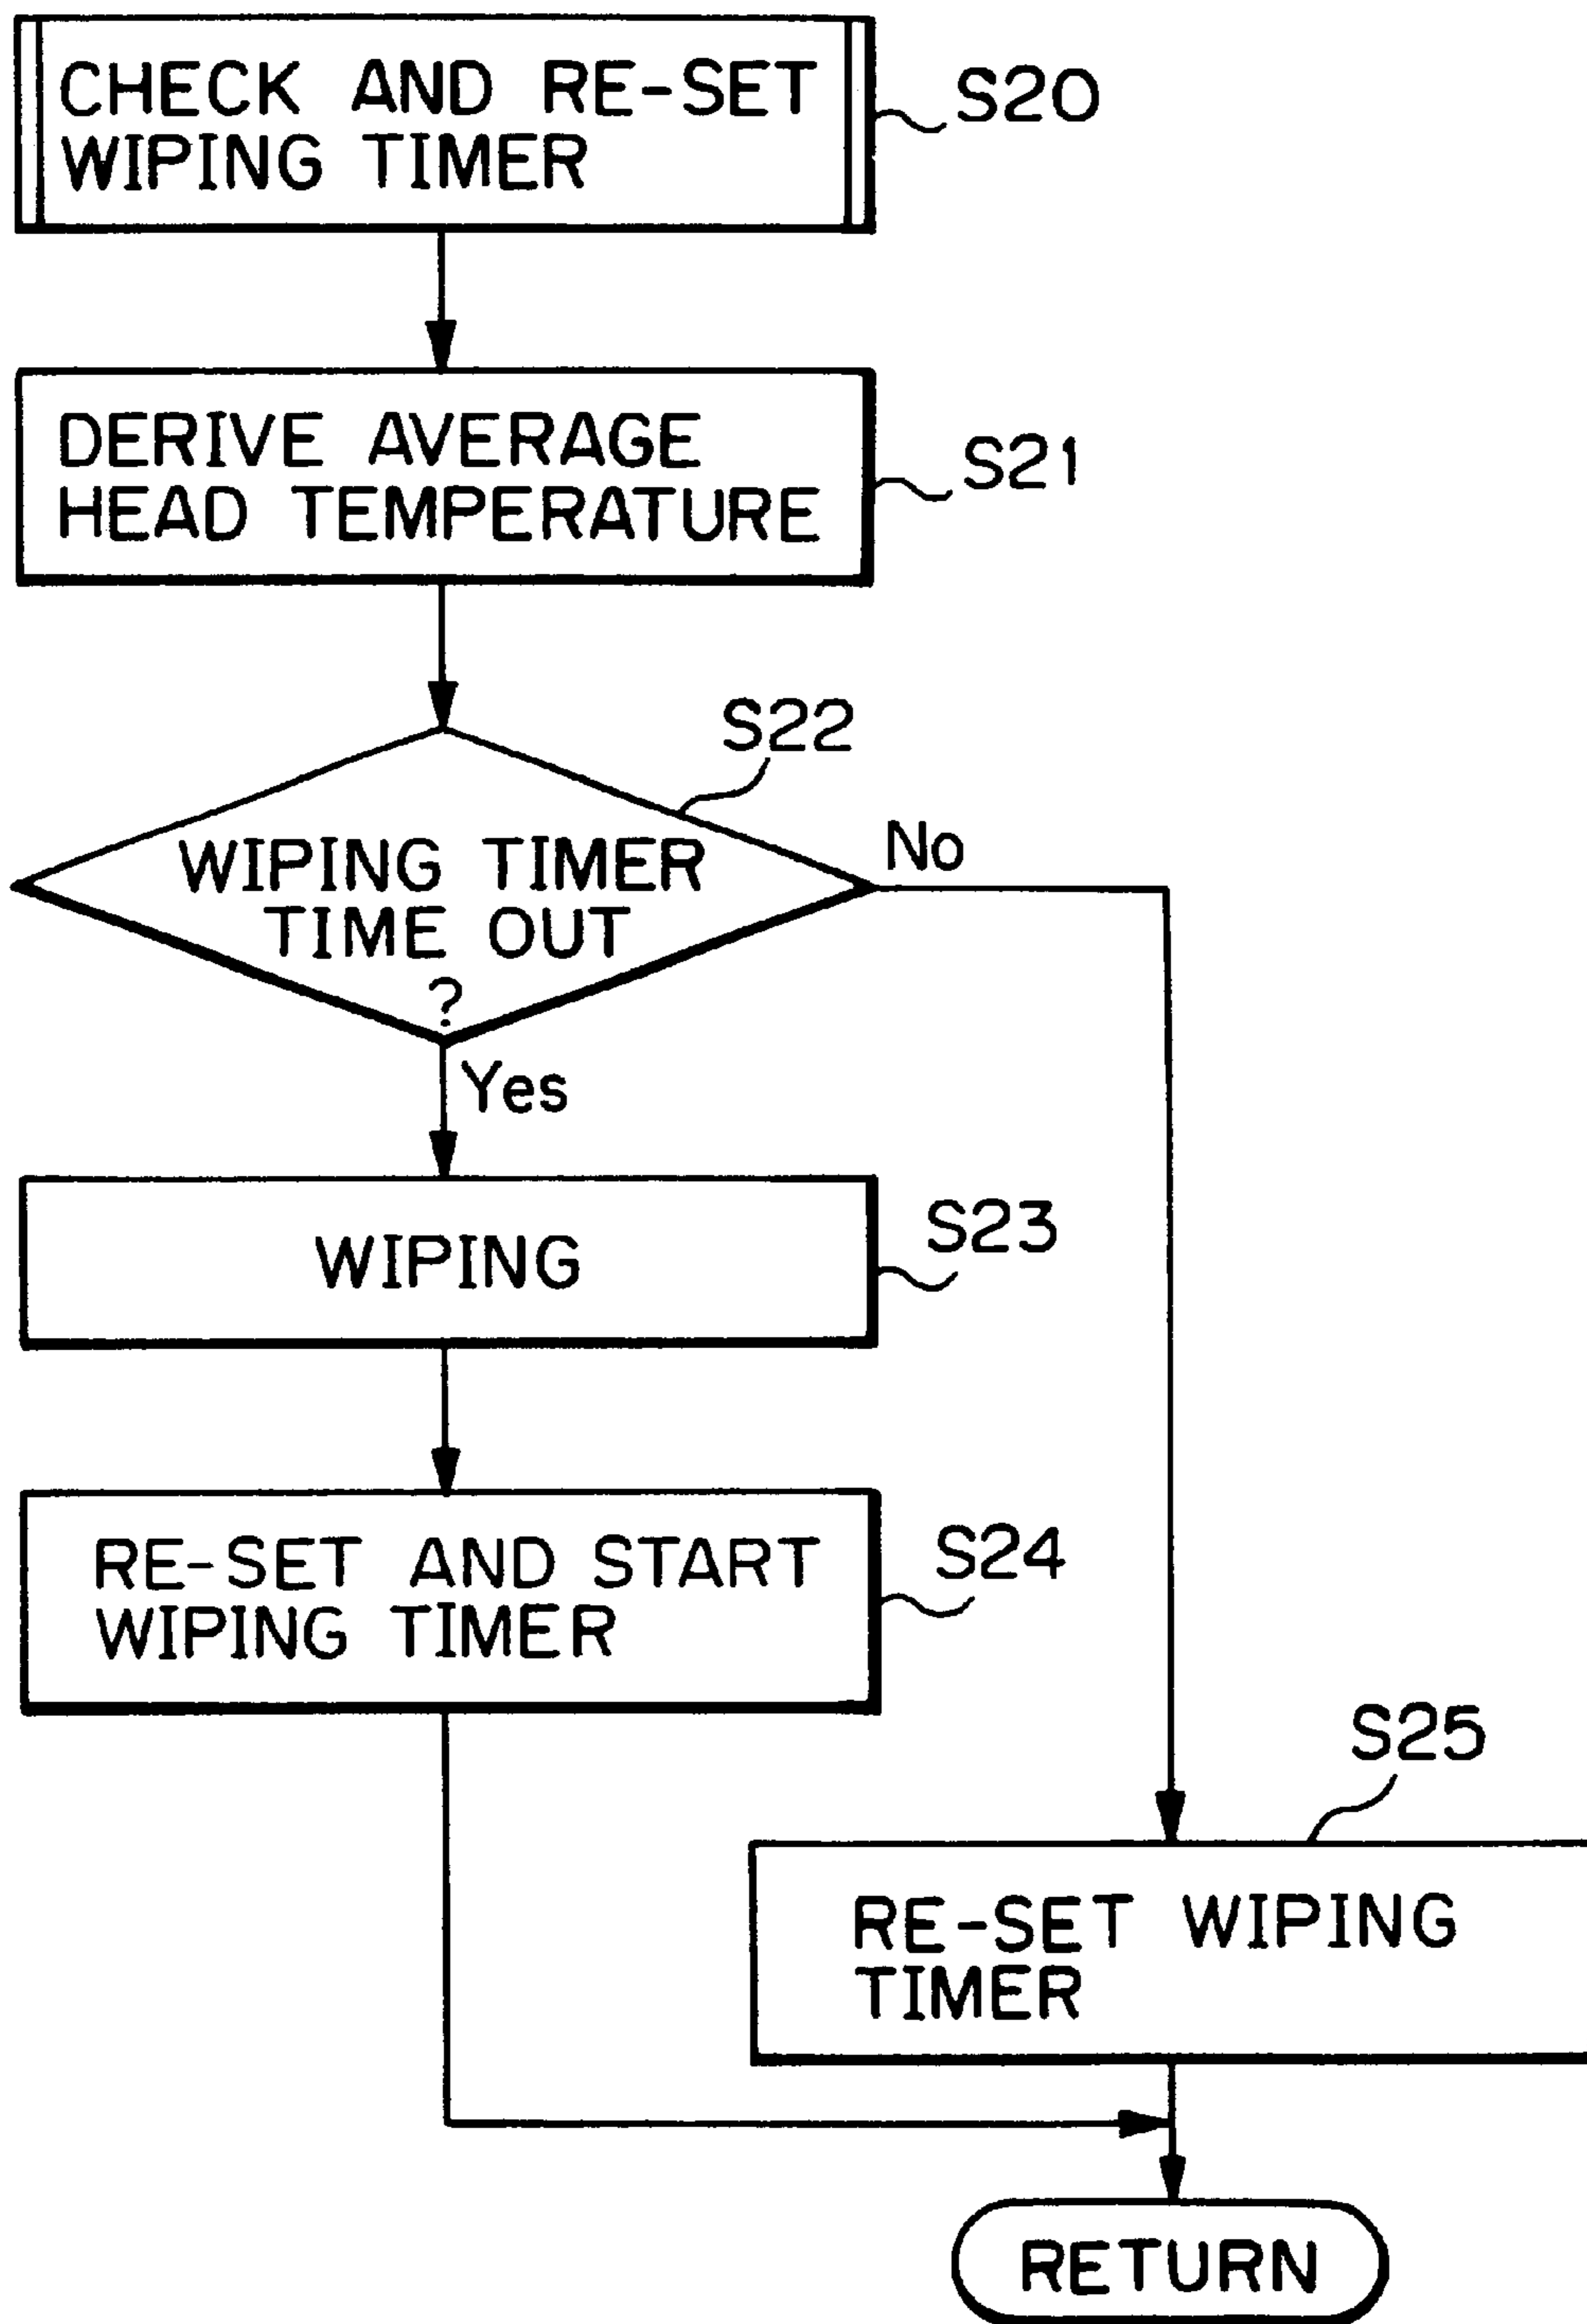 CHECK AND RE-SET
WIPING TIMER
S20
DERIVE AVERAGE
HEAD TEMPERATURE
S21
S22
WIPING TIMER
TIME OUT
?
No
Yes
WIPING
S23
RE-SET AND START
WIPING TIMER
S24
S25
RE-SET WIPING
TIMER
RETURN